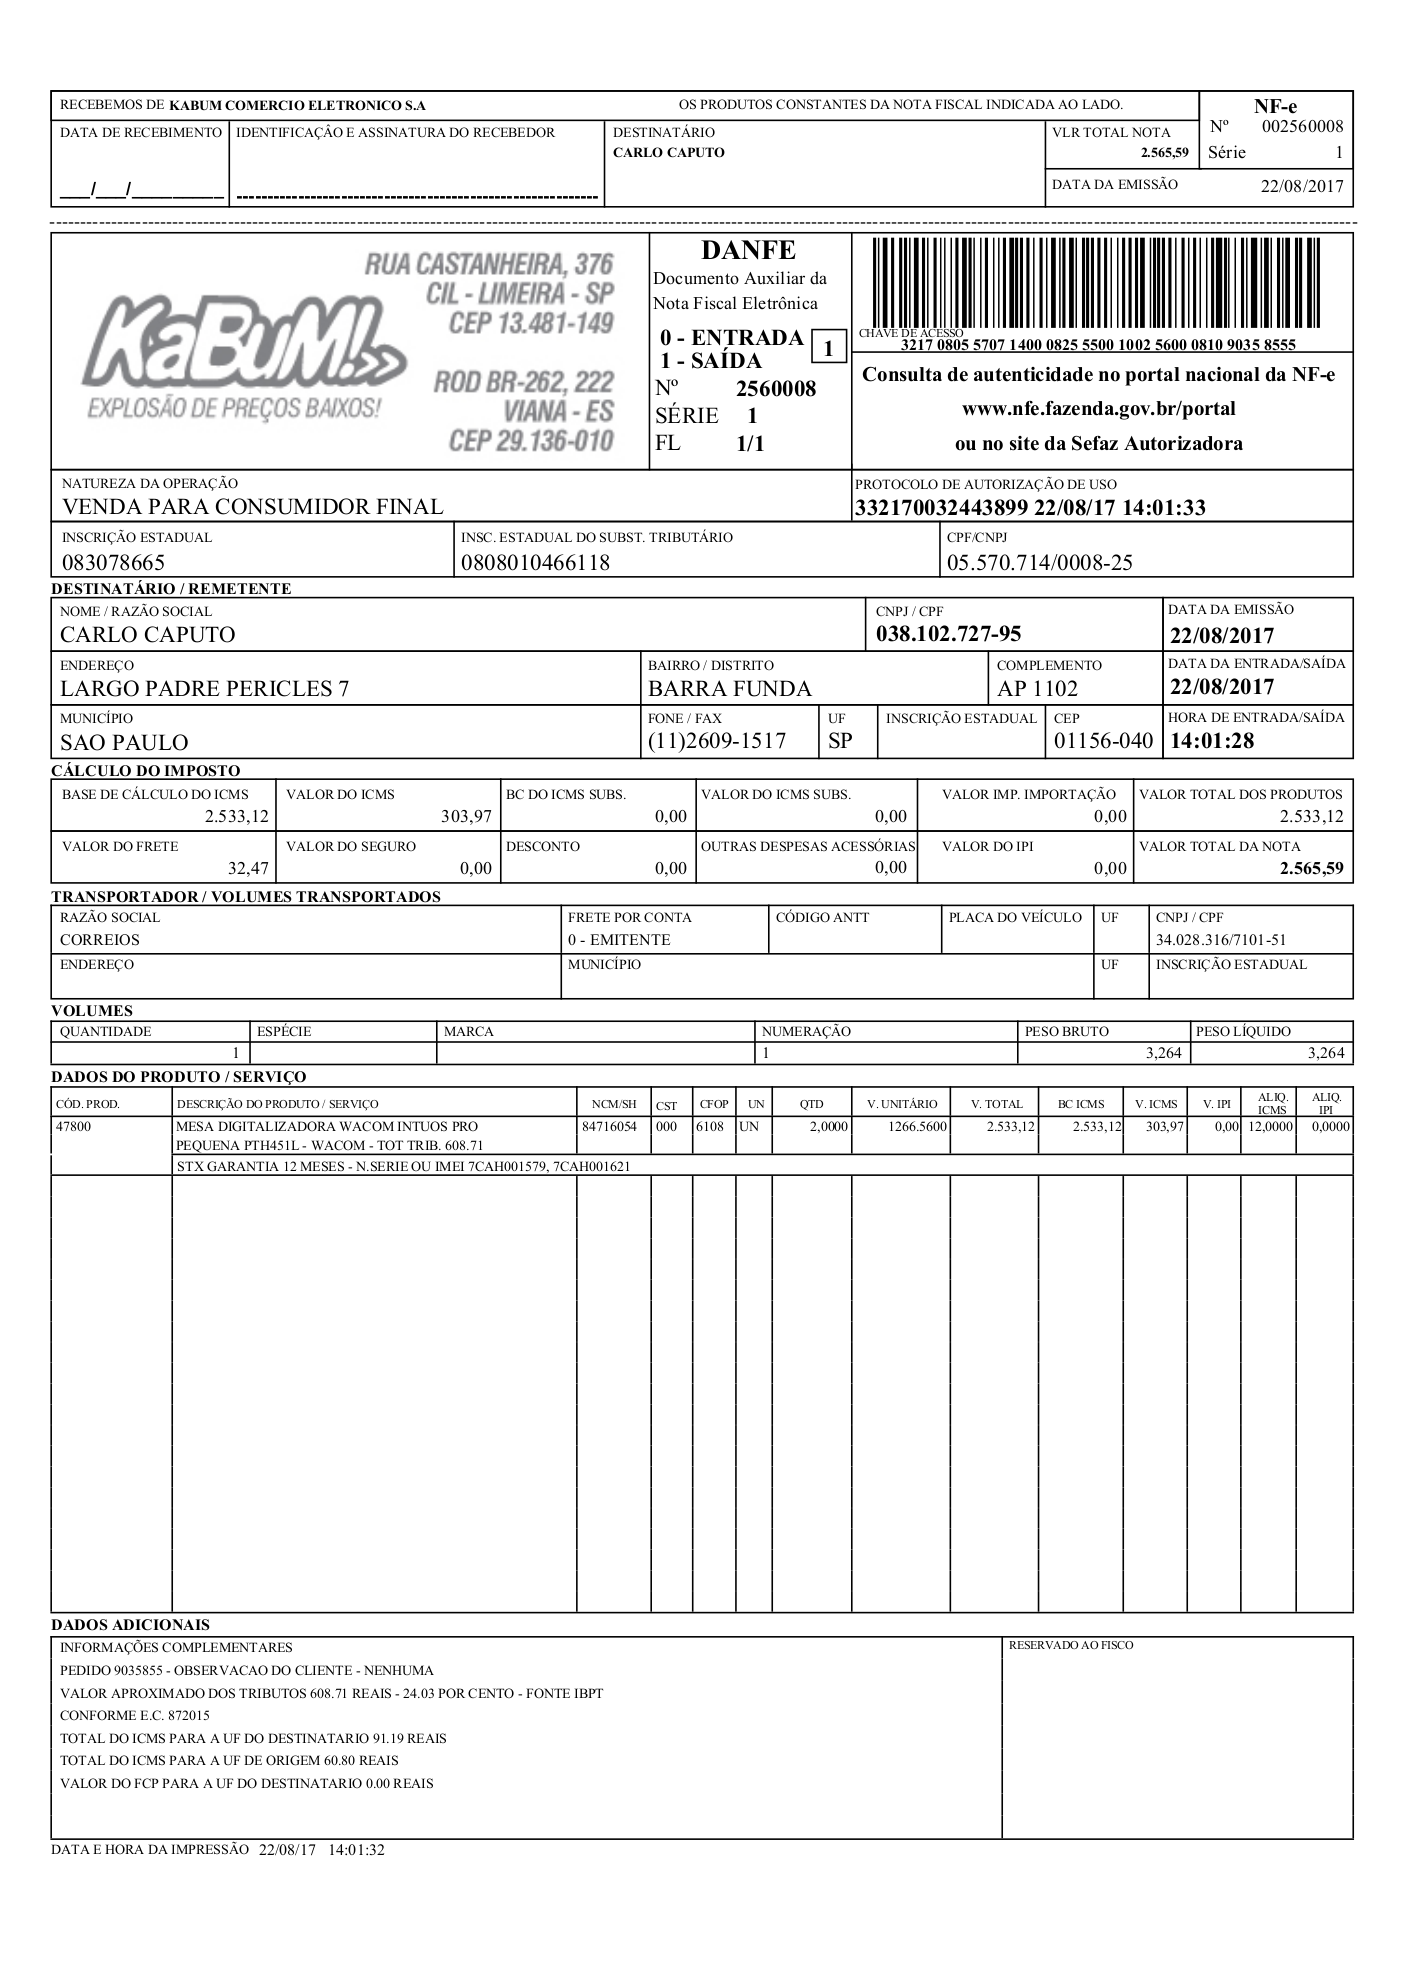 RECEBEMOS DE KABUM COMERCIO ELETRONICO S.A OS PRODUTOS CONSTANTES DA NOTA FISCAL INDICADA AO LADO.
NF-e
Nº 002560008
Série 1
DATA DE RECEBIMENTO IDENTIFICAÇÂO E ASSINATURA DO RECEBEDOR DESTINATÁRIO VLR TOTAL NOTA
CARLO CAPUTO 2.565,59
___/___/_________ DATA DA EMISSÃO 22/08/2017
RUA CASTANHEIRA, 376
CIL - LIMEIRA - SP
CEP 13.481-149
KaBuM!
EXPLOSÃO DE PREÇOS BAIXOS!
ROD BR-262, 222
VIANA - ES
CEP 29.136-010
DANFE
Documento Auxiliar da
Nota Fiscal Eletrônica
0 - ENTRADA
1 - SAÍDA
1
Nº 2560008
SÉRIE 1
FL 1/1
CHAVE DE ACESSO
3217 0805 5707 1400 0825 5500 1002 5600 0810 9035 8555
Consulta de autenticidade no portal nacional da NF-e
www.nfe.fazenda.gov.br/portal
ou no site da Sefaz Autorizadora
NATUREZA DA OPERAÇÃO PROTOCOLO DE AUTORIZAÇÃO DE USO
VENDA PARA CONSUMIDOR FINAL 332170032443899 22/08/17 14:01:33
INSCRIÇÃO ESTADUAL INSC. ESTADUAL DO SUBST. TRIBUTÁRIO CPF/CNPJ
083078665 0808010466118 05.570.714/0008-25
DESTINATÁRIO / REMETENTE
NOME / RAZÃO SOCIAL CNPJ / CPF DATA DA EMISSÃO
CARLO CAPUTO 038.102.727-95 22/08/2017
ENDEREÇO BAIRRO / DISTRITO COMPLEMENTO DATA DA ENTRADA/SAÍDA
LARGO PADRE PERICLES 7 BARRA FUNDA AP 1102 22/08/2017
MUNICÍPIO FONE / FAX UF INSCRIÇÃO ESTADUAL CEP HORA DE ENTRADA/SAÍDA
SAO PAULO (11)2609-1517 SP 01156-040 14:01:28
CÁLCULO DO IMPOSTO
BASE DE CÁLCULO DO ICMS VALOR DO ICMS BC DO ICMS SUBS. VALOR DO ICMS SUBS. VALOR IMP. IMPORTAÇÃO VALOR TOTAL DOS PRODUTOS
2.533,12 303,97 0,00 0,00 0,00 2.533,12
VALOR DO FRETE VALOR DO SEGURO DESCONTO OUTRAS DESPESAS ACESSÓRIAS VALOR DO IPI VALOR TOTAL DA NOTA
32,47 0,00 0,00 0,00 0,00 2.565,59
TRANSPORTADOR / VOLUMES TRANSPORTADOS
RAZÃO SOCIAL FRETE POR CONTA CÓDIGO ANTT PLACA DO VEÍCULO UF CNPJ / CPF
CORREIOS 0 - EMITENTE 34.028.316/7101-51
ENDEREÇO MUNICÍPIO UF INSCRIÇÃO ESTADUAL
VOLUMES
QUANTIDADE ESPÉCIE MARCA NUMERAÇÃO PESO BRUTO PESO LÍQUIDO
1 1 3,264 3,264
DADOS DO PRODUTO / SERVIÇO
CÓD. PROD. DESCRIÇÃO DO PRODUTO / SERVIÇO NCM/SH CST CFOP UN QTD V. UNITÁRIO V. TOTAL BC ICMS V. ICMS V. IPI ALIQ. ICMS ALIQ. IPI
47800 MESA DIGITALIZADORA WACOM INTUOS PRO 84716054 000 6108 UN 2,0000 1266.5600 2.533,12 2.533,12 303,97 0,00 12,0000 0,0000
PEQUENA PTH451L - WACOM - TOT TRIB. 608.71
STX GARANTIA 12 MESES - N.SERIE OU IMEI 7CAH001579, 7CAH001621
DADOS ADICIONAIS
INFORMAÇÕES COMPLEMENTARES RESERVADO AO FISCO
PEDIDO 9035855 - OBSERVACAO DO CLIENTE - NENHUMA
VALOR APROXIMADO DOS TRIBUTOS 608.71 REAIS - 24.03 POR CENTO - FONTE IBPT
CONFORME E.C. 872015
TOTAL DO ICMS PARA A UF DO DESTINATARIO 91.19 REAIS
TOTAL DO ICMS PARA A UF DE ORIGEM 60.80 REAIS
VALOR DO FCP PARA A UF DO DESTINATARIO 0.00 REAIS
DATA E HORA DA IMPRESSÃO 22/08/17 14:01:32